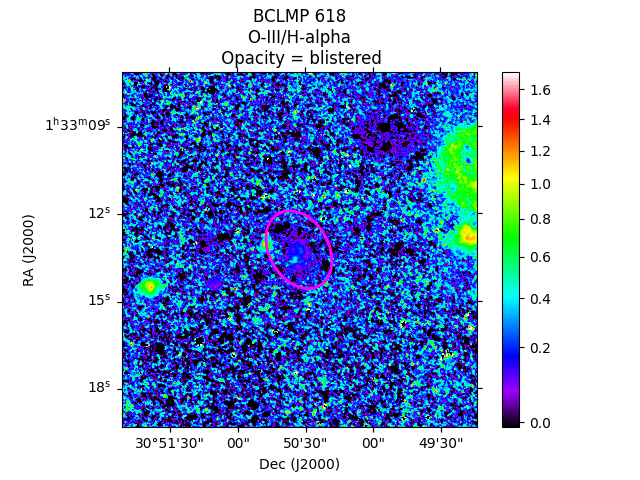 BCLMP 618
O-III/H-alpha
Opacity = blistered
1ʰ33ᵐ09ˢ
12ˢ
15ˢ
18ˢ
RA (J2000)
30°51'30" 00" 50'30" 00" 49'30"
Dec (J2000)
1.6
1.4
1.2
1.0
0.8
0.6
0.4
0.2
0.0